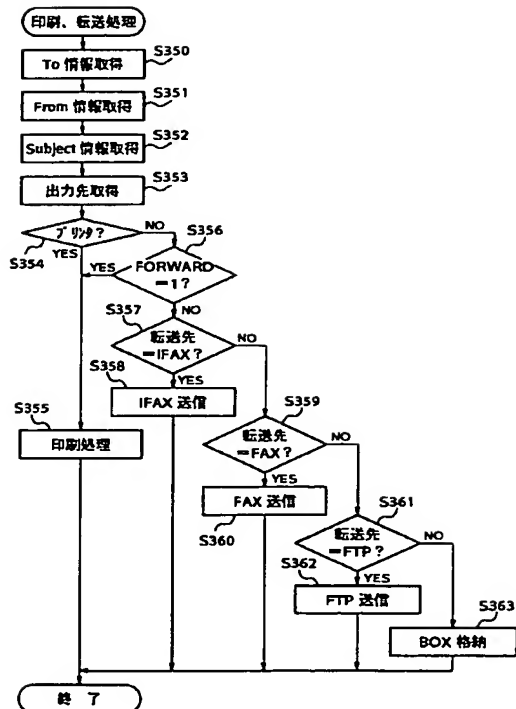 印刷、転送処理
S350
To 情報取得
S351
From 情報取得
S352
Subject 情報取得
S353
出力先取得
プリンタ?
NO
S354
YES
S356
FORWARD
=1?
YES
NO
S357
転送先
=IFAX?
NO
S358
YES
IFAX 送信
S359
転送先
=FAX?
NO
YES
S355
印刷処理
FAX 送信
S360
S361
転送先
=FTP?
NO
S362
YES
FTP 送信
S363
BOX 格納
終 了